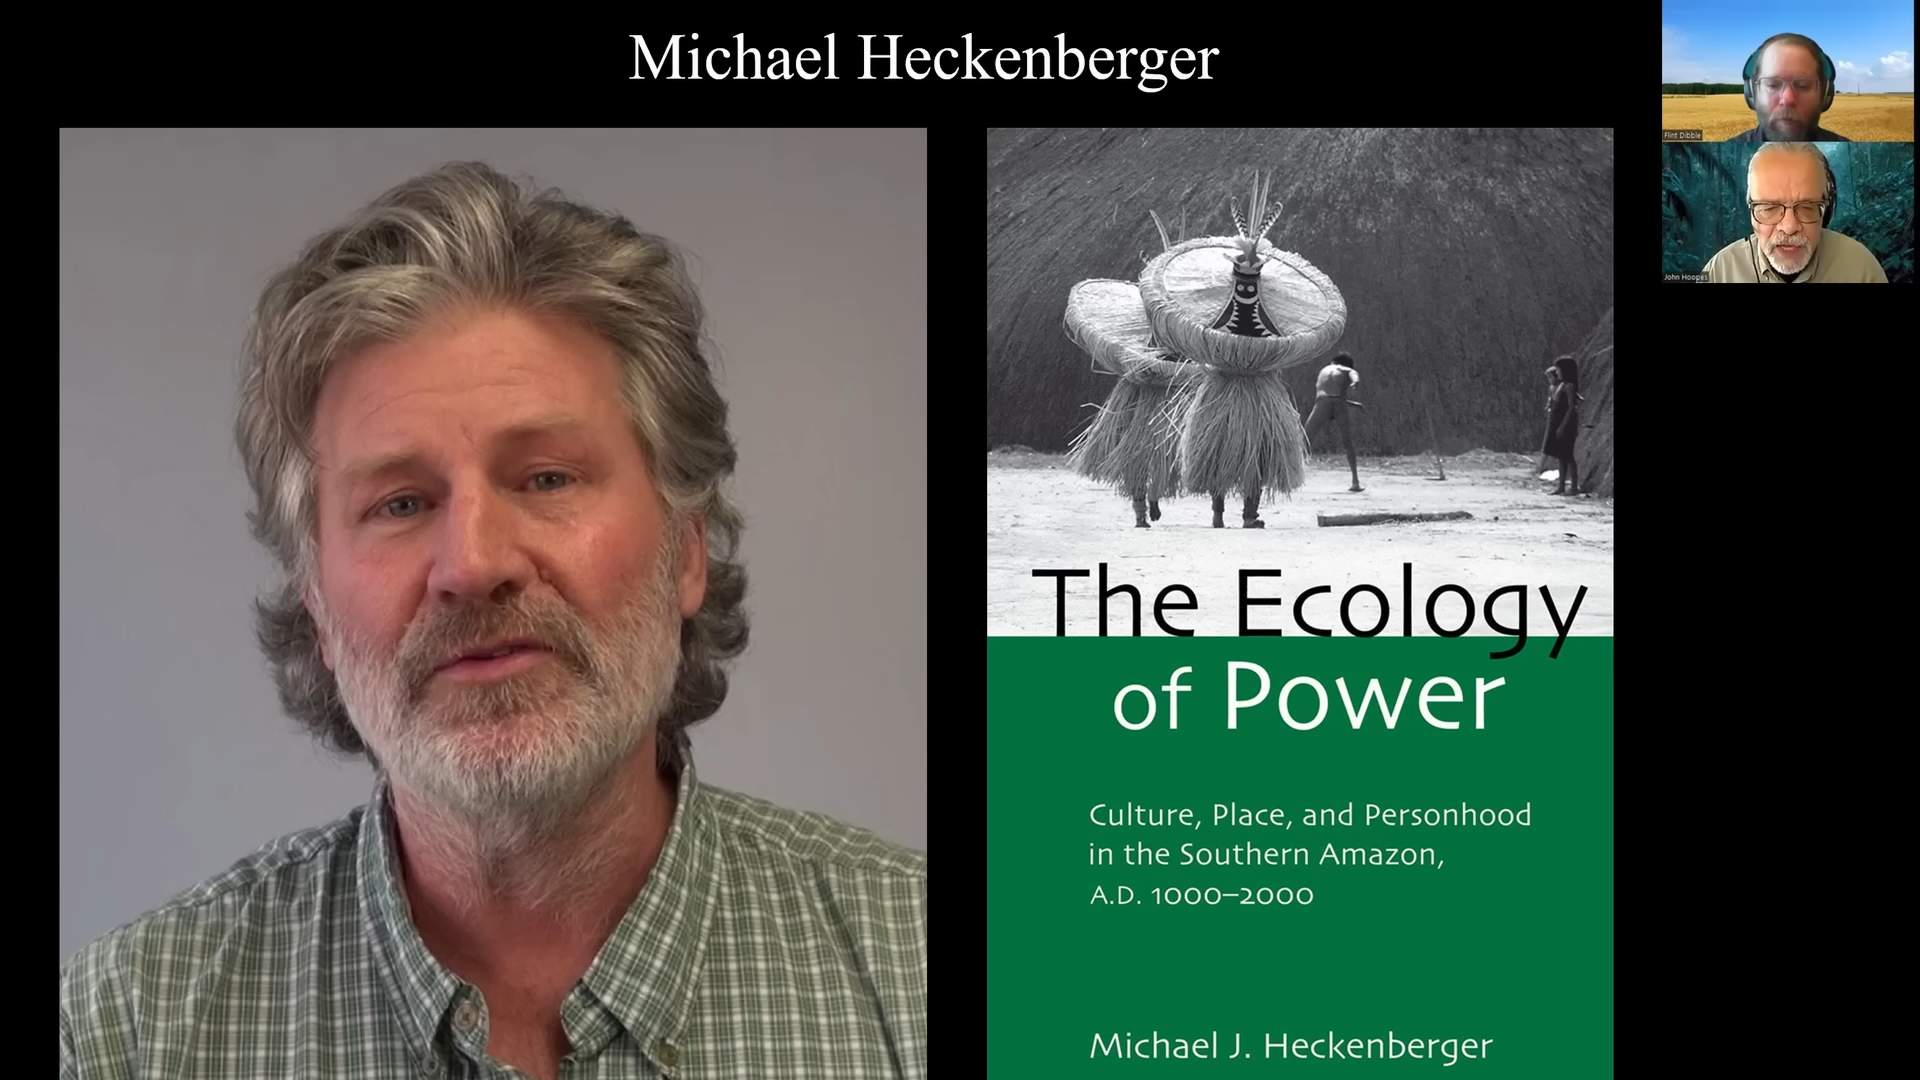 Michael Heckenberger
Flint Dibble
John Hoopes
The Ecology
of Power
Culture, Place, and Personhood
in the Southern Amazon,
A.D. 1000–2000
Michael J. Heckenberger